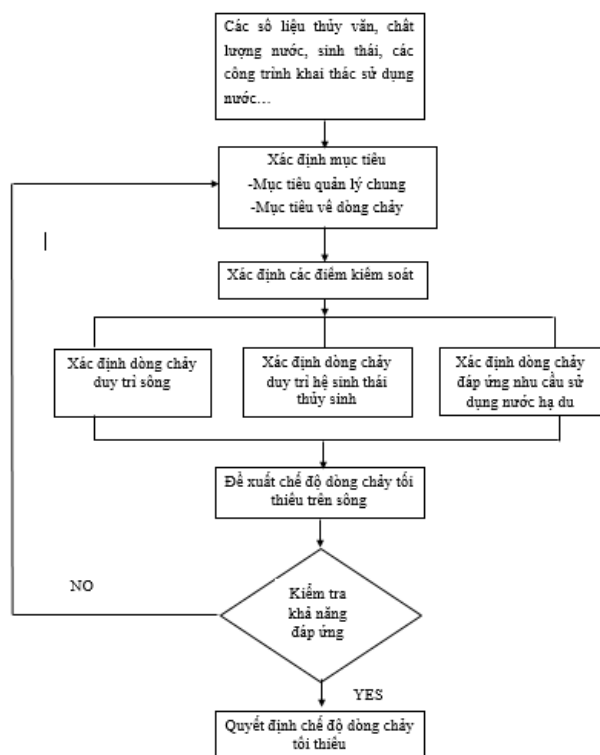 Các số liệu thủy văn, chất
lượng nước, sinh thái, các
công trình khai thác sử dụng
nước…
Xác định mục tiêu
-Mục tiêu quản lý chung
-Mục tiêu về dòng chảy
Xác định các điểm kiểm soát
Xác định dòng chảy
duy trì sông
Xác định dòng chảy
duy trì hệ sinh thái
thủy sinh
Xác định dòng chảy
đáp ứng nhu cầu sử
dụng nước hạ du
Đề xuất chế độ dòng chảy tối
thiểu trên sông
NO
Kiểm tra
khả năng
đáp ứng
YES
Quyết định chế độ dòng chảy
tối thiểu